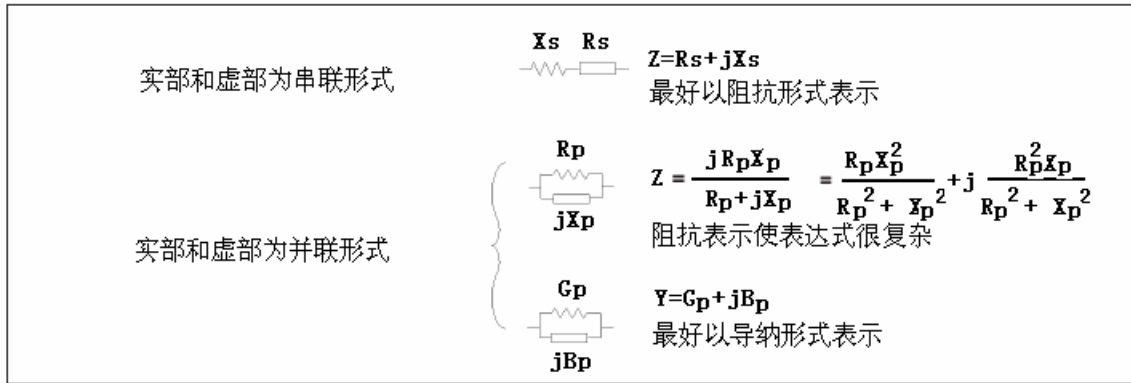 Xs Rs
Z=Rs+jXs
实部和虚部为串联形式
最好以阻抗形式表示
Rp
jXp
Z = jRpXp / Rp+jXp = RpXp² / Rp²+ Xp² +j Rp²Xp / Rp²+ Xp²
阻抗表示使表达式很复杂
实部和虚部为并联形式
Gp
jBp
Y=Gp+jBp
最好以导纳形式表示